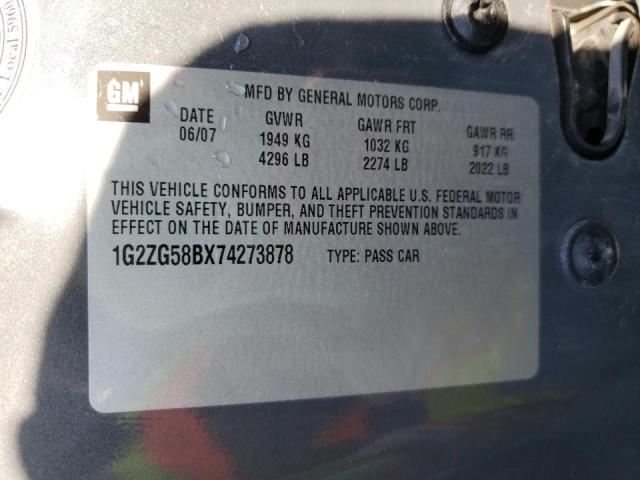 Local 5960
GM
MFD BY GENERAL MOTORS CORP.
DATE GVWR GAWR FRT GAWR RR
06/07 1949 KG 1032 KG 917 KG
4296 LB 2274 LB 2022 LB
THIS VEHICLE CONFORMS TO ALL APPLICABLE U.S. FEDERAL MOTOR
VEHICLE SAFETY, BUMPER, AND THEFT PREVENTION STANDARDS IN
EFFECT ON THE DATE OF MANUFACTURE SHOWN ABOVE.
1G2ZG58BX74273878 TYPE: PASS CAR